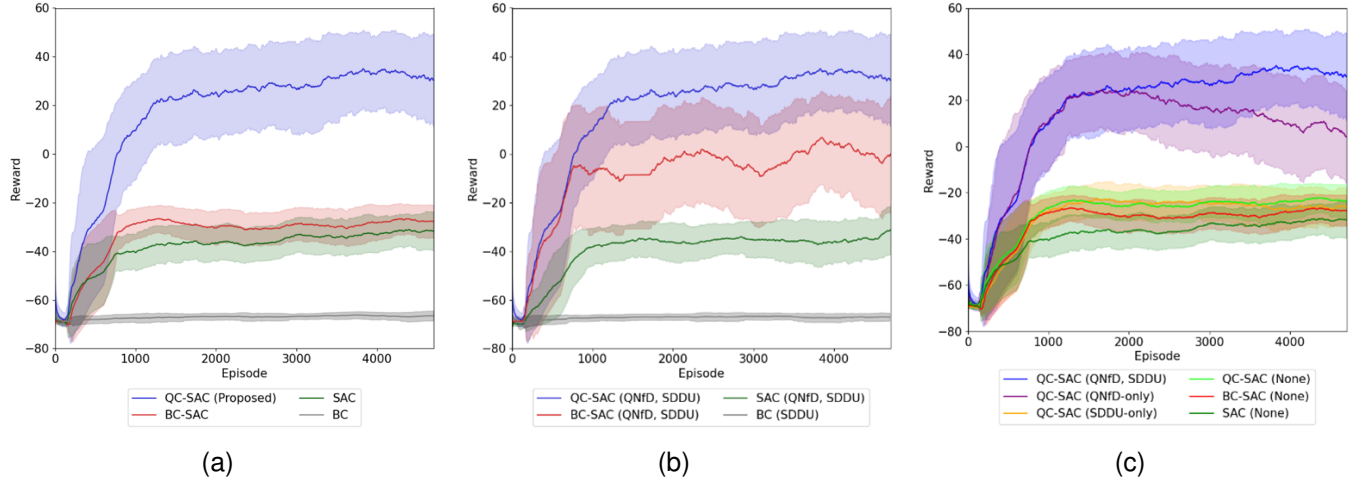 60
40
20
0
−20
−40
−60
−80
Reward
0 1000 2000 3000 4000
Episode
QC-SAC (Proposed) SAC
BC-SAC BC
(a)
60
40
20
0
−20
−40
−60
−80
Reward
0 1000 2000 3000 4000
Episode
QC-SAC (QNfD, SDDU) SAC (QNfD, SDDU)
BC-SAC (QNfD, SDDU) BC (SDDU)
(b)
60
40
20
0
−20
−40
−60
−80
Reward
0 1000 2000 3000 4000
Episode
QC-SAC (QNfD, SDDU) QC-SAC (None)
QC-SAC (QNfD-only) BC-SAC (None)
QC-SAC (SDDU-only) SAC (None)
(c)